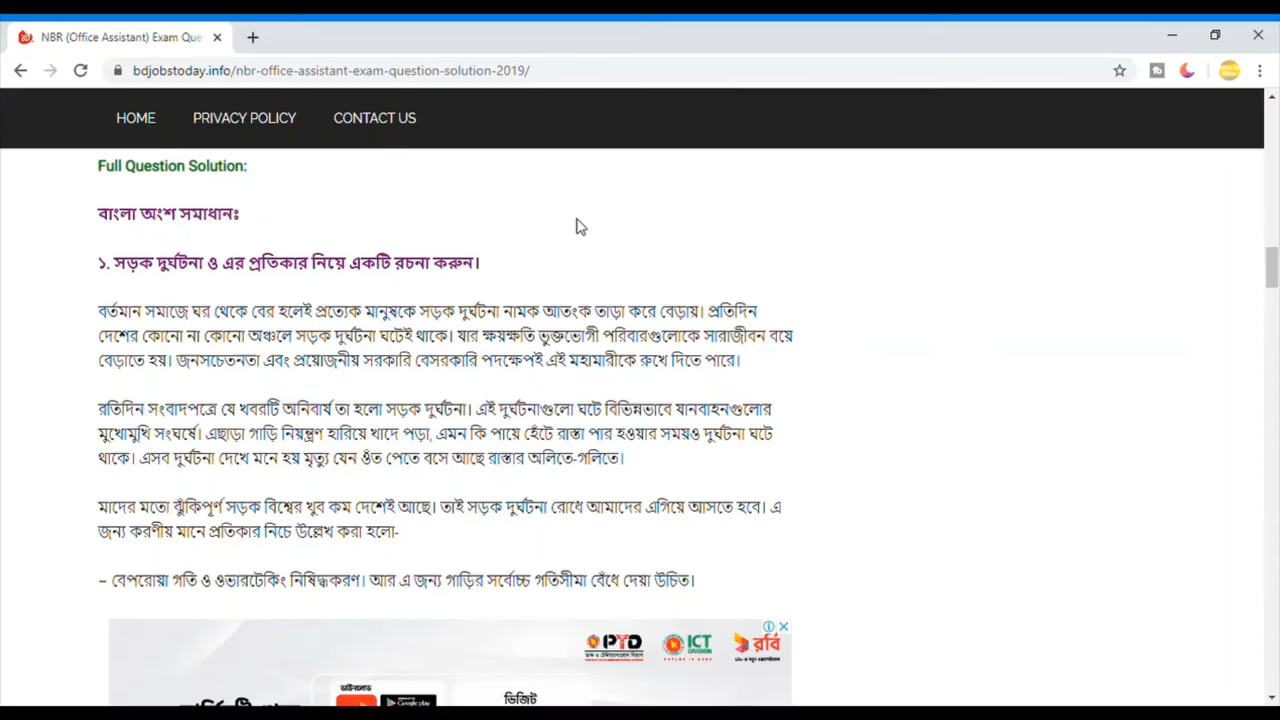 NBR (Office Assistant) Exam Que
bdjobstoday.info/nbr-office-assistant-exam-question-solution-2019/
HOME PRIVACY POLICY CONTACT US
Full Question Solution:
বাংলা অংশ সমাধানঃ
১. সড়ক দুর্ঘটনা ও এর প্রতিকার নিয়ে একটি রচনা করুন।
বর্তমান সমাজে ঘর থেকে বের হলেই প্রত্যেক মানুষকে সড়ক দুর্ঘটনা নামক আতংক তাড়া করে বেড়ায়। প্রতিদিন
দেশের কোনো না কোনো অঞ্চলে সড়ক দুর্ঘটনা ঘটেই থাকে। যার ক্ষয়ক্ষতি ভুক্তভোগী পরিবারগুলোকে সারাজীবন বয়ে
বেড়াতে হয়। জনসচেতনতা এবং প্রয়োজনীয় সরকারি বেসরকারি পদক্ষেপই এই মহামারীকে রুখে দিতে পারে।
রতিদিন সংবাদপত্রে যে খবরটি অনিবার্য তা হলো সড়ক দুর্ঘটনা। এই দুর্ঘটনাগুলো ঘটে বিভিন্নভাবে যানবাহনগুলোর
মুখোমুখি সংঘর্ষে। এছাড়া গাড়ি নিয়ন্ত্রণ হারিয়ে খাদে পড়া, এমন কি পায়ে হেঁটে রাস্তা পার হওয়ার সময়ও দুর্ঘটনা ঘটে
থাকে। এসব দুর্ঘটনা দেখে মনে হয় মৃত্যু যেন ওঁত পেতে বসে আছে রাস্তার অলিতে-গলিতে।
মাদের মতো ঝুঁকিপূর্ণ সড়ক বিশ্বের খুব কম দেশেই আছে। তাই সড়ক দুর্ঘটনা রোধে আমাদের এগিয়ে আসতে হবে। এ
জন্য করণীয় মানে প্রতিকার নিচে উল্লেখ করা হলো-
– বেপরোয়া গতি ও ওভারটেকিং নিষিদ্ধকরণ। আর এ জন্য গাড়ির সর্বোচ্চ গতিসীমা বেঁধে দেয়া উচিত।
PTD ICT DIVISION রবি
ডাউনলোড
Google play
ভিজিট